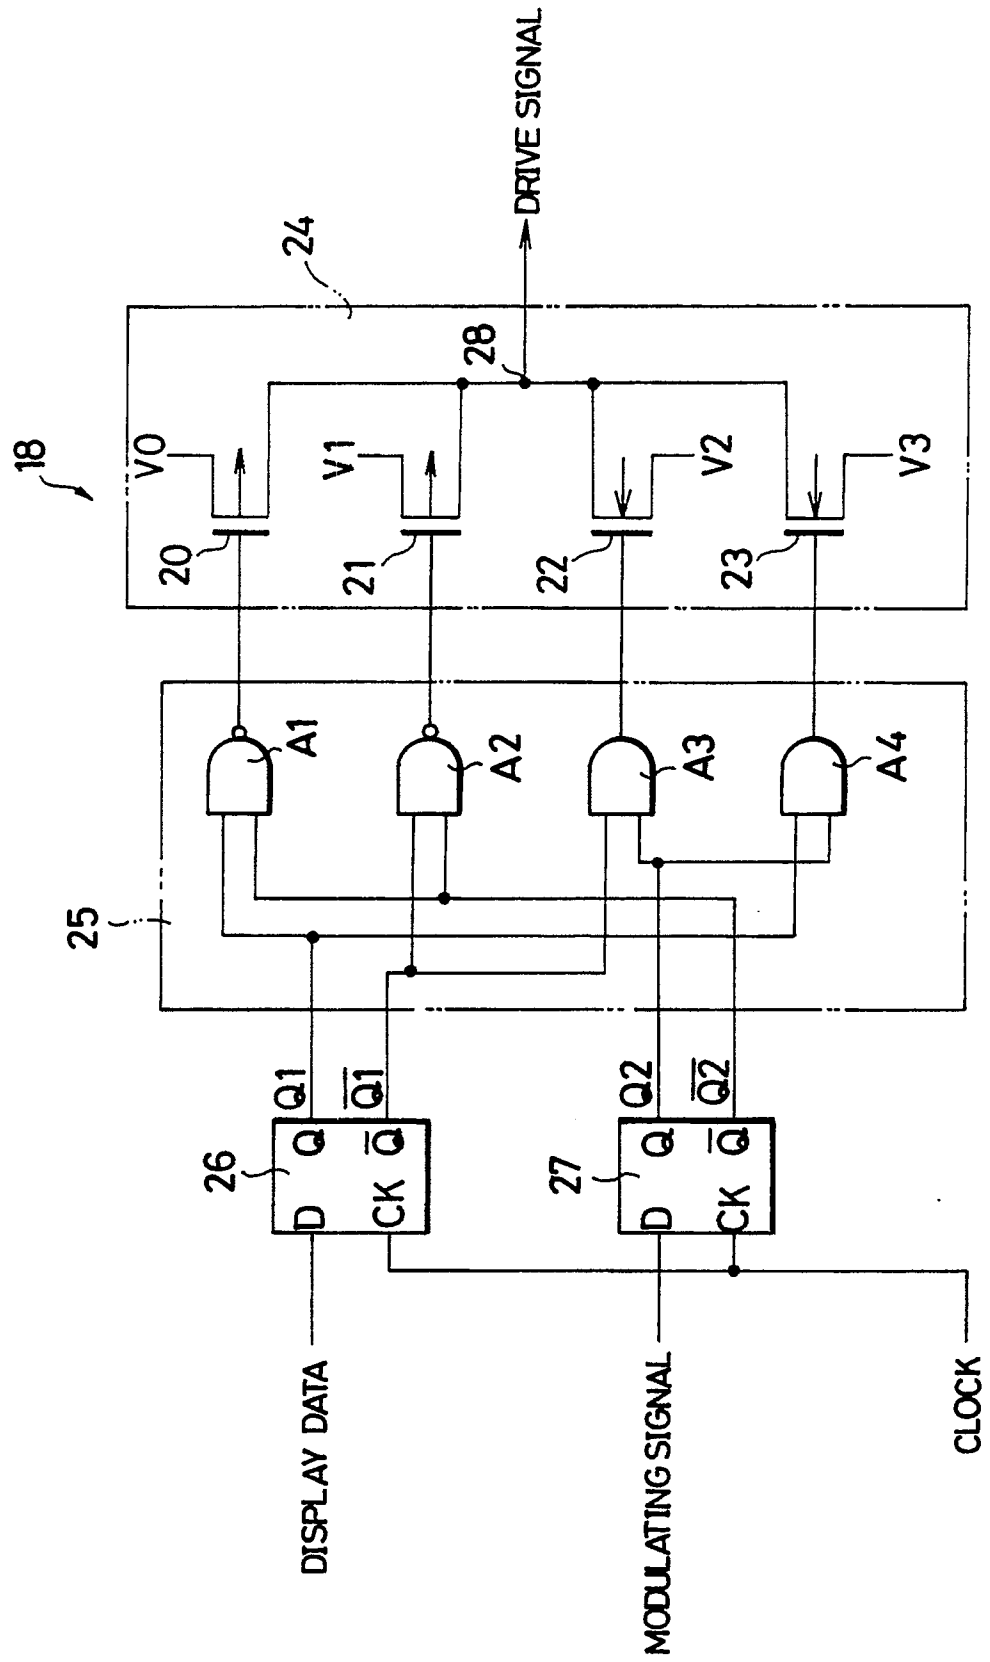 18
24
V0
20
V1
21
28
DRIVE SIGNAL
V2
22
V3
23
25
A1
A2
A3
A4
Q1
Q̅1
26
D
Q
CK
Q̅
DISPLAY DATA
Q2
Q̅2
27
D
Q
CK
Q̅
MODULATING SIGNAL
CLOCK